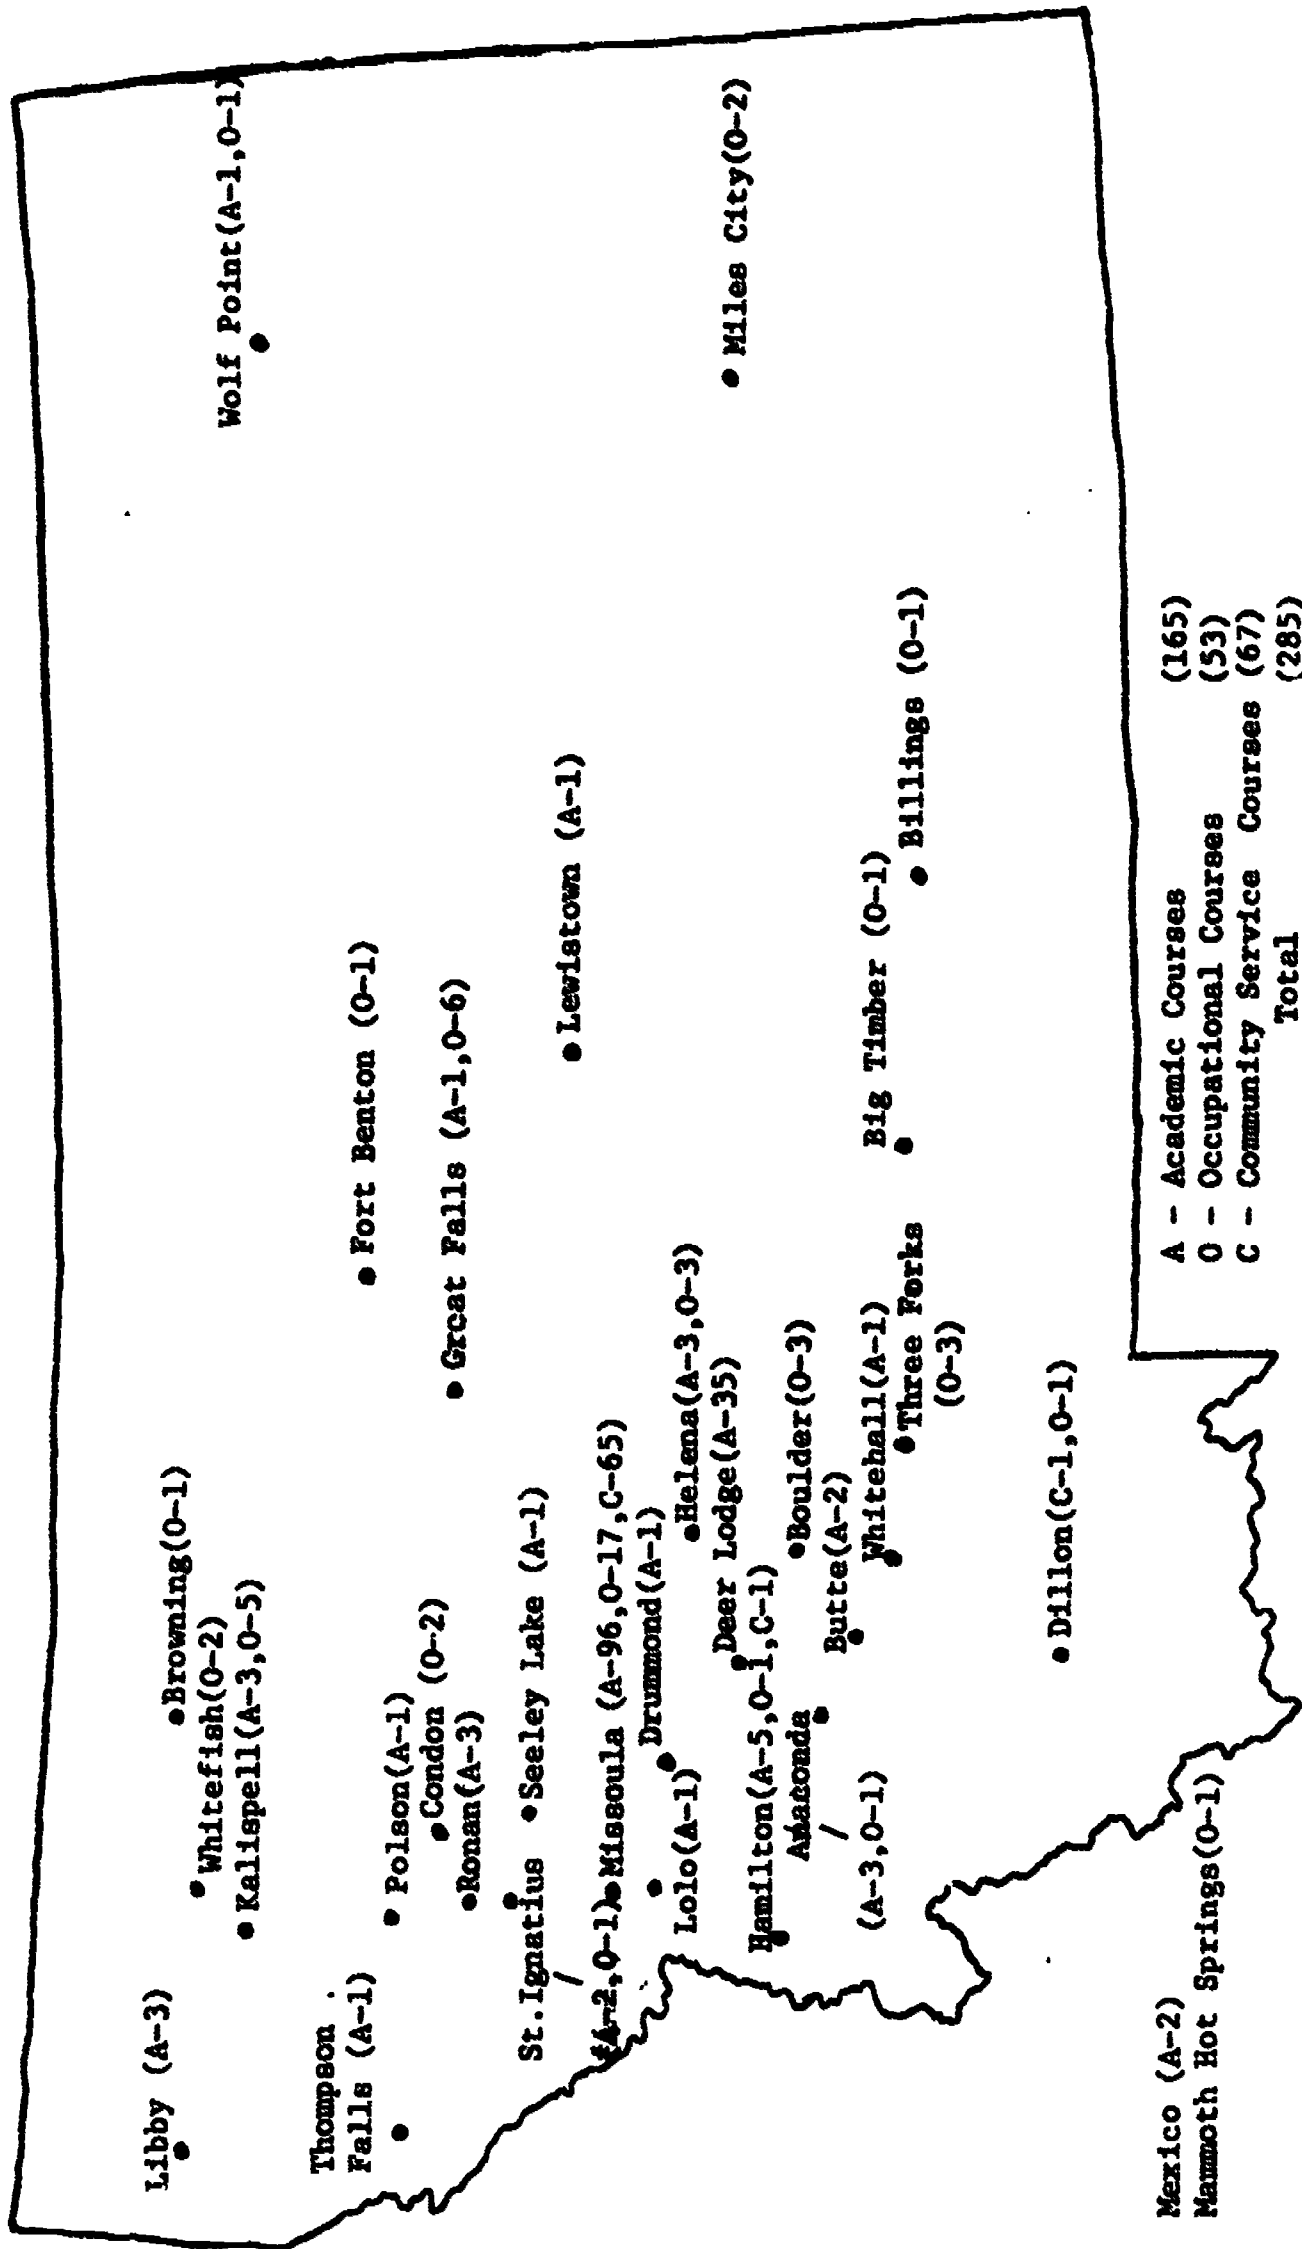 Wolf Point(A-1,O-1)
Libby (A-3)
Browning(O-1)
Whitefish(O-2)
Kalispell(A-3,O-5)
Thompson
Falls (A-1)
Fort Benton (O-1)
Polson(A-1)
Condon (O-2)
Great Falls (A-1,O-6)
Ronan(A-3)
St.Ignatius
(A-2,O-1)
Seeley Lake (A-1)
Lewistown (A-1)
Missoula (A-96,O-17,C-65)
Drummond(A-1)
Lolo(A-1)
Helena(A-3,O-3)
Deer Lodge(A-35)
Miles City(O-2)
Hamilton(A-5,O-1,C-1)
Anaconda
(A-3,O-1)
Boulder(O-3)
Butte(A-2)
Whitehall(A-1)
Three Forks
(O-3)
Big Timber (O-1)
Billings (O-1)
Dillon(C-1,O-1)
Mexico (A-2)
Mammoth Hot Springs(O-1)
A - Academic Courses (165)
O - Occupational Courses (53)
C - Community Service Courses (67)
Total (285)